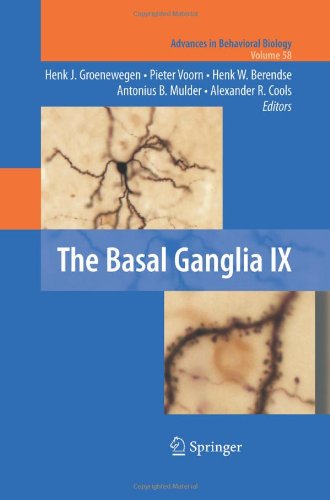 Advances in Behavioral Biology
Volume 58
Henk J. Groenewegen · Pieter Voorn · Henk W. Berendse
Antonius B. Mulder · Alexander R. Cools
Editors
The Basal Ganglia IX
Springer